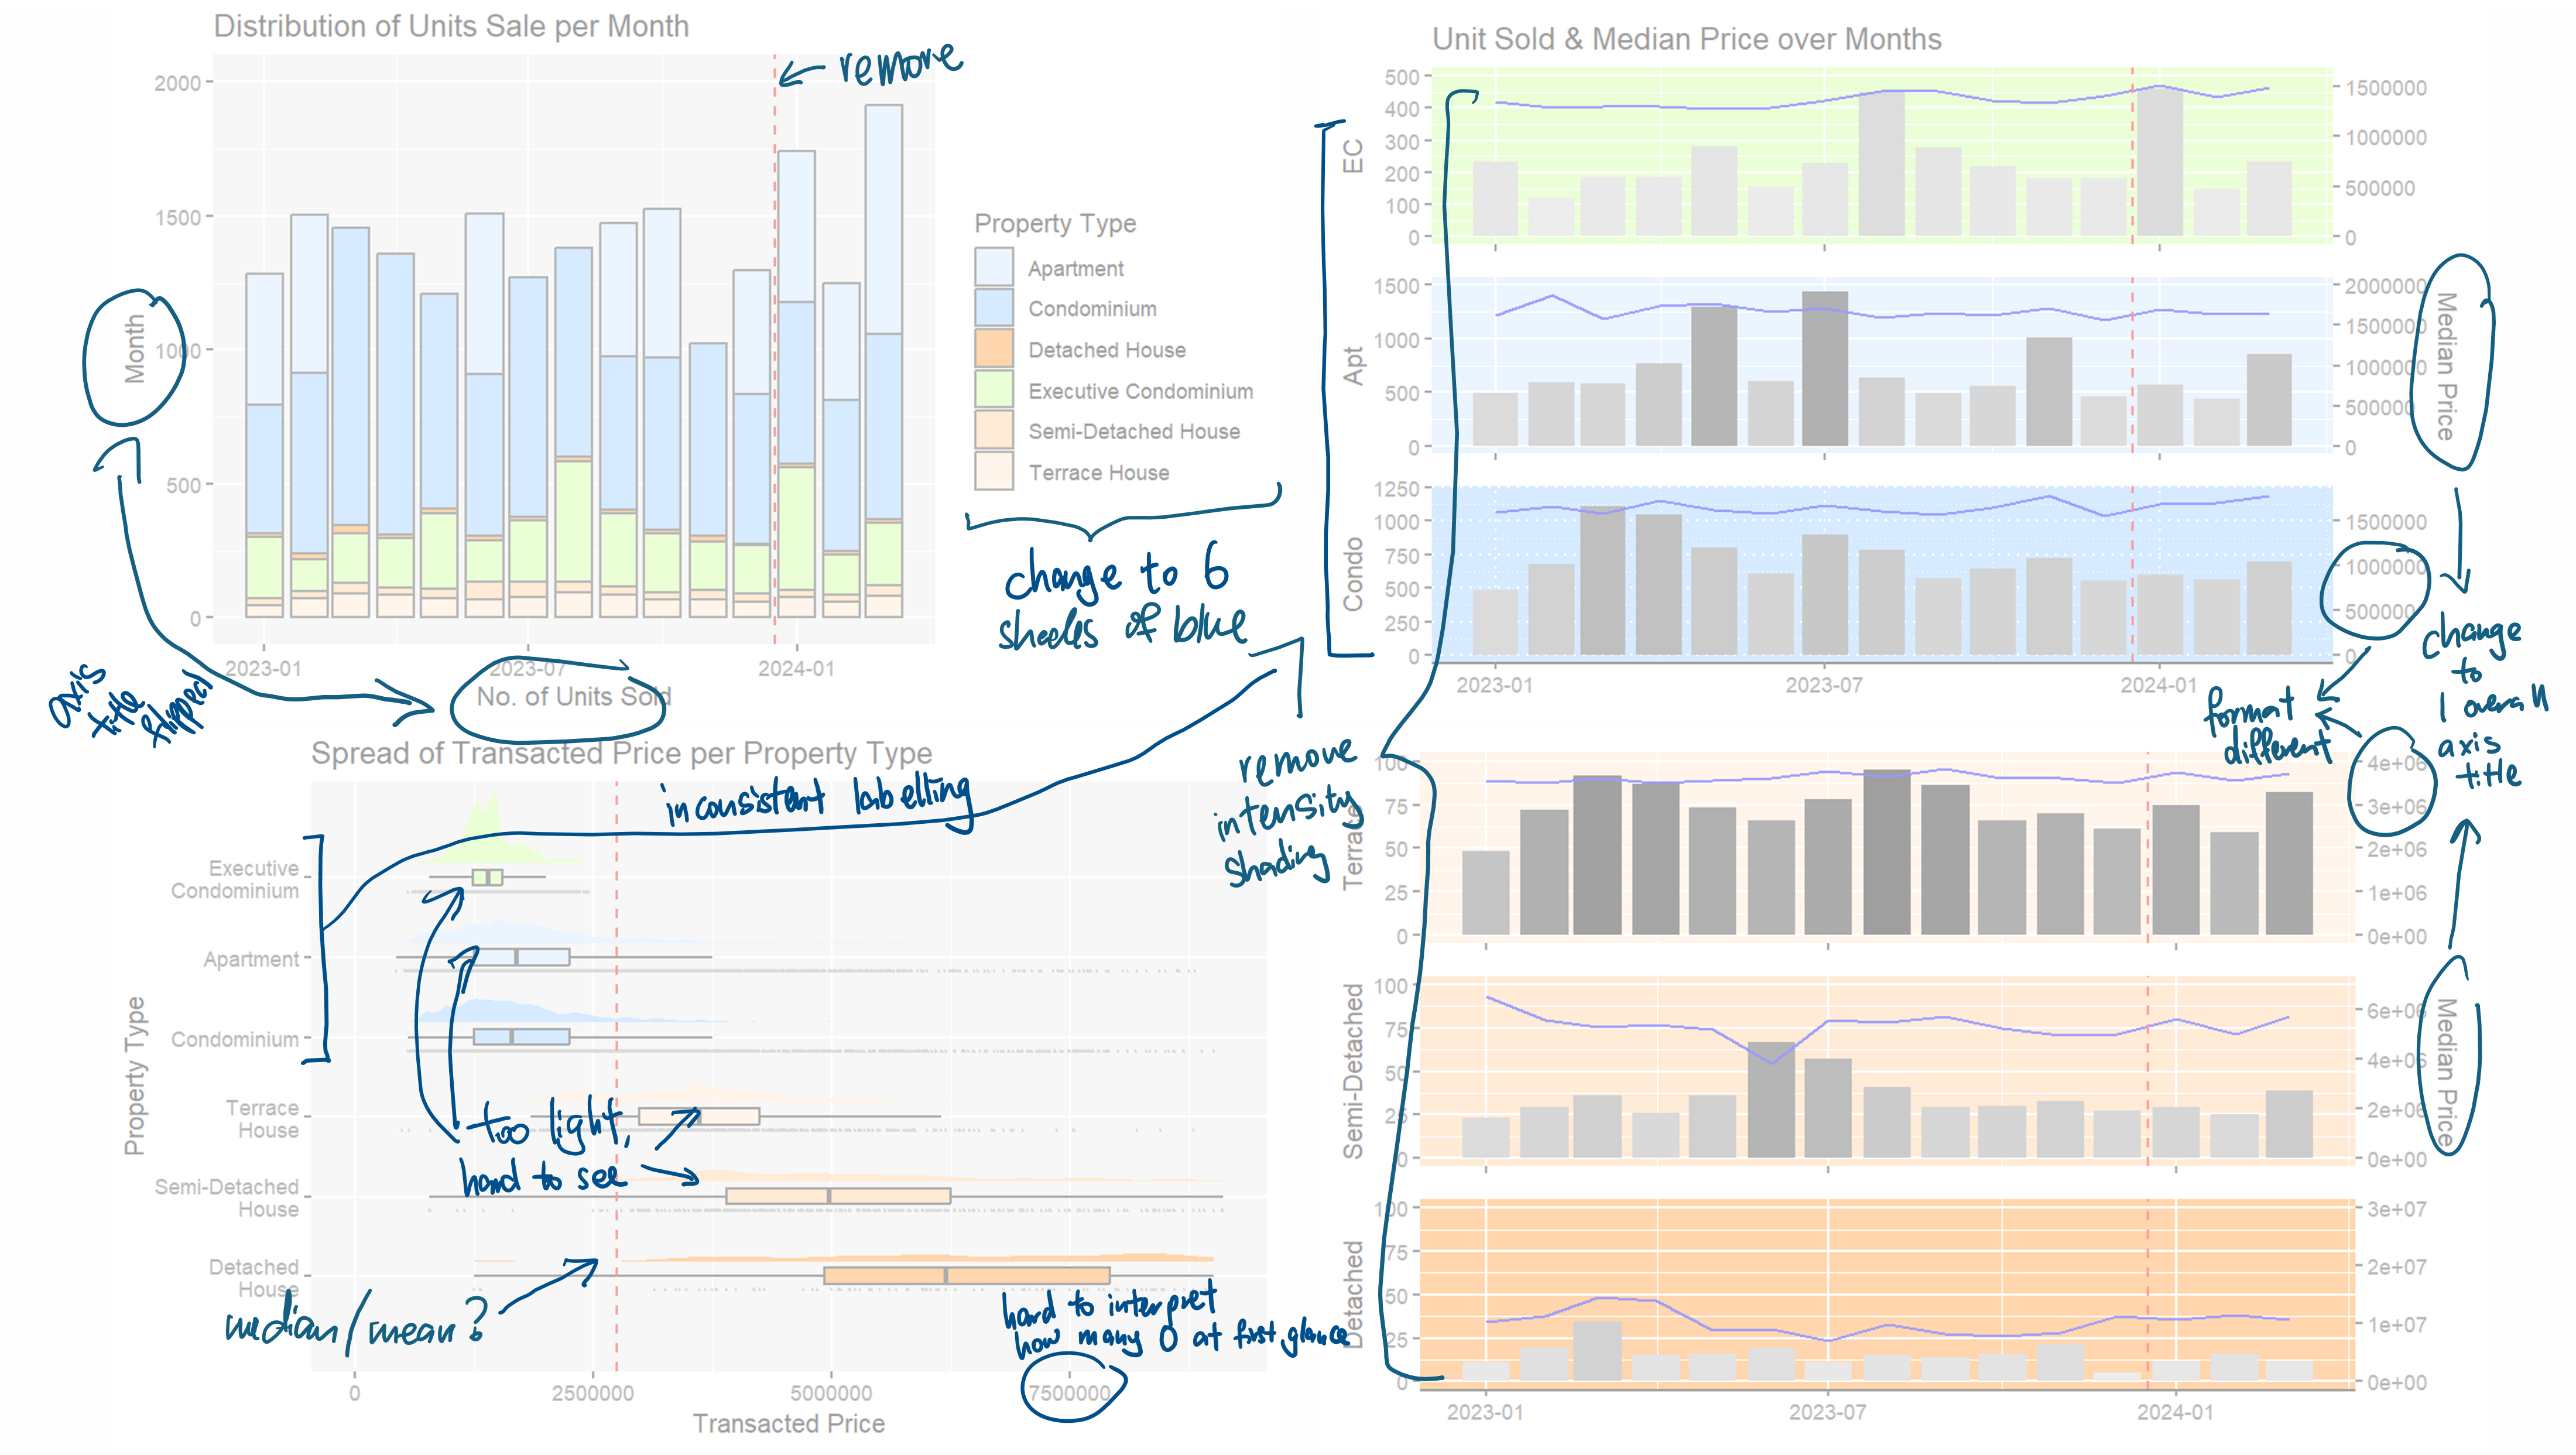 Distribution of Units Sale per Month
← remove
2000
1500
1000
500
0
Month
2023-01
2023-07
2024-01
No. of Units Sold
axis
title
flipped
Property Type
Apartment
Condominium
Detached House
Executive Condominium
Semi-Detached House
Terrace House
change to 6
shades of blue
Spread of Transacted Price per Property Type
inconsistent labelling
Property Type
Executive
Condominium
Apartment
Condominium
Terrace
House
Semi-Detached
House
Detached
House
too light,
hard to see
median/mean?
hard to interpret
how many 0 at first glance
0
2500000
5000000
7500000
Transacted Price
remove
intensity
shading
Unit Sold & Median Price over Months
EC
500
400
300
200
100
0
1500000
1000000
500000
0
Apt
1500
1000
500
0
2000000
1500000
1000000
500000
0
Median Price
Condo
1250
1000
750
500
250
0
1500000
1000000
500000
0
2023-01
2023-07
2024-01
format
different
change
to
1 overall
axis
title
Terrace
100
75
50
25
0
4e+06
3e+06
2e+06
1e+06
0e+00
Semi-Detached
100
75
50
25
0
6e+06
4e+06
2e+06
0e+00
Median Price
Detached
100
75
50
25
0
3e+07
2e+07
1e+07
0e+00
2023-01
2023-07
2024-01